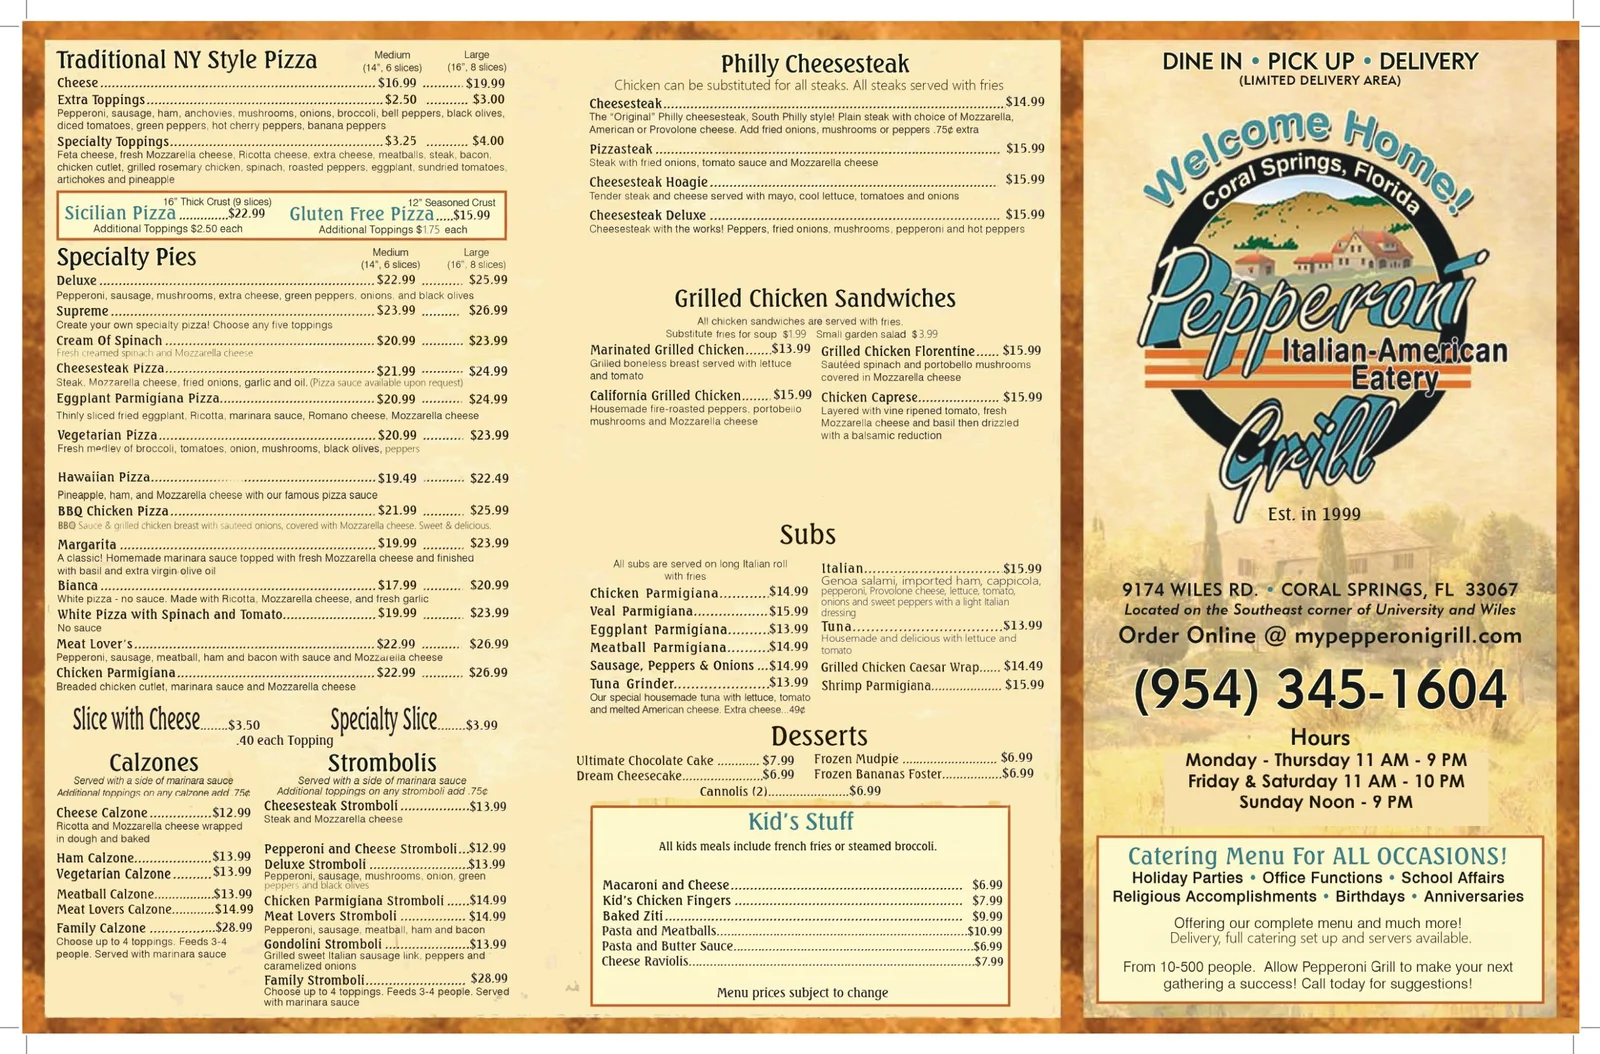 Traditional NY Style Pizza
Medium Large
(14", 6 slices) (16", 8 slices)
Cheese $16.99 $19.99
Extra Toppings $2.50 $3.00
Pepperoni, sausage, ham, anchovies, mushrooms, onions, broccoli, bell peppers, black olives,
diced tomatoes, green peppers, hot cherry peppers, banana peppers
Specialty Toppings $3.25 $4.00
Feta cheese, fresh Mozzarella cheese, Ricotta cheese, extra cheese, meatballs, steak, bacon,
chicken cutlet, grilled rosemary chicken, spinach, roasted peppers, eggplant, sundried tomatoes,
artichokes and pineapple
16" Thick Crust (9 slices)
Sicilian Pizza $22.99
Additional Toppings $2.50 each
12" Seasoned Crust
Gluten Free Pizza $15.99
Additional Toppings $1.75 each
Specialty Pies
Medium Large
(14", 6 slices) (16", 8 slices)
Deluxe $22.99 $25.99
Pepperoni, sausage, mushrooms, extra cheese, green peppers, onions, and black olives
Supreme $23.99 $26.99
Create your own specialty pizza! Choose any five toppings
Cream Of Spinach $20.99 $23.99
Fresh creamed spinach and Mozzarella cheese
Cheesesteak Pizza $21.99 $24.99
Steak, Mozzarella cheese, fried onions, garlic and oil. (Pizza sauce available upon request)
Eggplant Parmigiana Pizza $20.99 $24.99
Thinly sliced fried eggplant, Ricotta, marinara sauce, Romano cheese, Mozzarella cheese
Vegetarian Pizza $20.99 $23.99
Fresh medley of broccoli, tomatoes, onion, mushrooms, black olives, peppers
Hawaiian Pizza $19.49 $22.49
Pineapple, ham, and Mozzarella cheese with our famous pizza sauce
BBQ Chicken Pizza $21.99 $25.99
BBQ Sauce & grilled chicken breast with sauteed onions, covered with Mozzarella cheese. Sweet & delicious.
Margarita $19.99 $23.99
A classic! Homemade marinara sauce topped with fresh Mozzarella cheese and finished
with basil and extra virgin olive oil
Bianca $17.99 $20.99
White pizza - no sauce. Made with Ricotta, Mozzarella cheese, and fresh garlic
White Pizza with Spinach and Tomato $19.99 $23.99
No sauce
Meat Lover's $22.99 $26.99
Pepperoni, sausage, meatball, ham and bacon with sauce and Mozzarella cheese
Chicken Parmigiana $22.99 $26.99
Breaded chicken cutlet, marinara sauce and Mozzarella cheese
Slice with Cheese $3.50 Specialty Slice $3.99
.40 each Topping
Calzones
Served with a side of marinara sauce
Additional toppings on any calzone add .75¢
Cheese Calzone $12.99
Ricotta and Mozzarella cheese wrapped
in dough and baked
Ham Calzone $13.99
Vegetarian Calzone $13.99
Meatball Calzone $13.99
Meat Lovers Calzone $14.99
Family Calzone $28.99
Choose up to 4 toppings. Feeds 3-4
people. Served with marinara sauce
Strombolis
Served with a side of marinara sauce
Additional toppings on any stromboli add .75¢
Cheesesteak Stromboli $13.99
Steak and Mozzarella cheese
Pepperoni and Cheese Stromboli $12.99
Deluxe Stromboli $13.99
Pepperoni, sausage, mushrooms, onion, green
peppers and black olives
Chicken Parmigiana Stromboli $14.99
Meat Lovers Stromboli $14.99
Pepperoni, sausage, meatball, ham and bacon
Gondolini Stromboli $13.99
Grilled sweet Italian sausage link, peppers and
caramelized onions
Family Stromboli $28.99
Choose up to 4 toppings. Feeds 3-4 people. Served
with marinara sauce
Philly Cheesesteak
Chicken can be substituted for all steaks. All steaks served with fries
Cheesesteak $14.99
The "Original" Philly cheesesteak, South Philly style! Plain steak with choice of Mozzarella,
American or Provolone cheese. Add fried onions, mushrooms or peppers .75¢ extra
Pizzasteak $15.99
Steak with fried onions, tomato sauce and Mozzarella cheese
Cheesesteak Hoagie $15.99
Tender steak and cheese served with mayo, cool lettuce, tomatoes and onions
Cheesesteak Deluxe $15.99
Cheesesteak with the works! Peppers, fried onions, mushrooms, pepperoni and hot peppers
Grilled Chicken Sandwiches
All chicken sandwiches are served with fries.
Substitute fries for soup $1.99 Small garden salad $3.99
Marinated Grilled Chicken $13.99
Grilled boneless breast served with lettuce
and tomato
California Grilled Chicken $15.99
Housemade fire-roasted peppers, portobello
mushrooms and Mozzarella cheese
Grilled Chicken Florentine $15.99
Sautéed spinach and portobello mushrooms
covered in Mozzarella cheese
Chicken Caprese $15.99
Layered with vine ripened tomato, fresh
Mozzarella cheese and basil then drizzled
with a balsamic reduction
Subs
All subs are served on long Italian roll
with fries
Chicken Parmigiana $14.99
Veal Parmigiana $15.99
Eggplant Parmigiana $13.99
Meatball Parmigiana $14.99
Sausage, Peppers & Onions $14.99
Tuna Grinder $13.99
Our special housemade tuna with lettuce, tomato
and melted American cheese. Extra cheese...49¢
Italian $15.99
Genoa salami, imported ham, cappicola,
pepperoni, Provolone cheese, lettuce, tomato,
onions and sweet peppers with a light Italian
dressing
Tuna $13.99
Housemade and delicious with lettuce and
tomato
Grilled Chicken Caesar Wrap $14.49
Shrimp Parmigiana $15.99
Desserts
Ultimate Chocolate Cake $7.99 Frozen Mudpie $6.99
Dream Cheesecake $6.99 Frozen Bananas Foster $6.99
Cannolis (2) $6.99
Kid's Stuff
All kids meals include french fries or steamed broccoli.
Macaroni and Cheese $6.99
Kid's Chicken Fingers $7.99
Baked Ziti $9.99
Pasta and Meatballs $10.99
Pasta and Butter Sauce $6.99
Cheese Raviolis $7.99
Menu prices subject to change
DINE IN • PICK UP • DELIVERY
(LIMITED DELIVERY AREA)
Welcome Home!
Coral Springs, Florida
Pepperoni
Italian-American
Eatery
Grill
Est. in 1999
9174 WILES RD. • CORAL SPRINGS, FL 33067
Located on the Southeast corner of University and Wiles
Order Online @ mypepperonigrill.com
(954) 345-1604
Hours
Monday - Thursday 11 AM - 9 PM
Friday & Saturday 11 AM - 10 PM
Sunday Noon - 9 PM
Catering Menu For ALL OCCASIONS!
Holiday Parties • Office Functions • School Affairs
Religious Accomplishments • Birthdays • Anniversaries
Offering our complete menu and much more!
Delivery, full catering set up and servers available.
From 10-500 people. Allow Pepperoni Grill to make your next
gathering a success! Call today for suggestions!